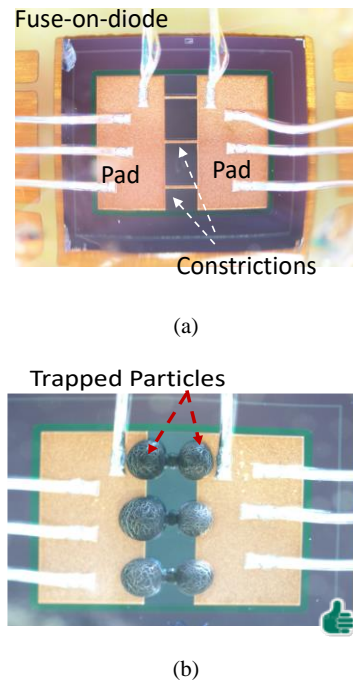 Fuse-on-diode
Pad
Pad
Constrictions
(a)
Trapped Particles
(b)